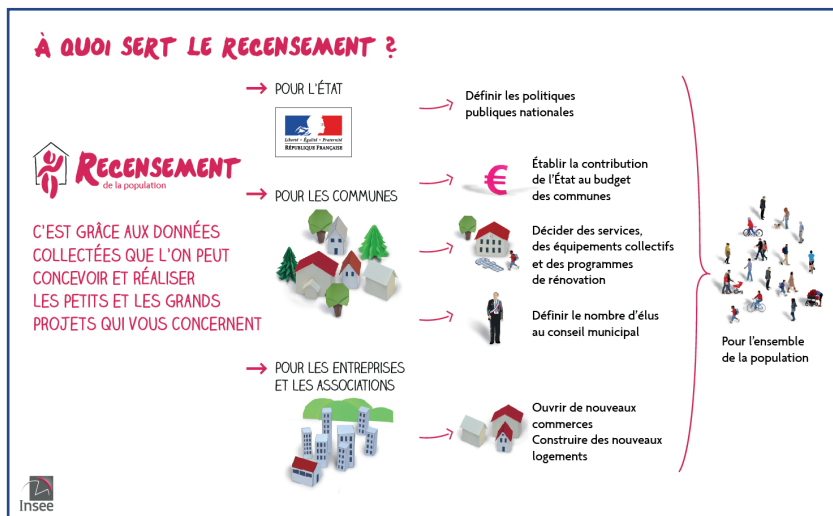 À QUOI SERT LE RECENSEMENT ?
RECENSEMENT
de la population
C'EST GRÂCE AUX DONNÉES
COLLECTÉES QUE L'ON PEUT
CONCEVOIR ET RÉALISER
LES PETITS ET LES GRANDS
PROJETS QUI VOUS CONCERNENT
→ POUR L'ÉTAT
Liberté • Égalité • Fraternité
RÉPUBLIQUE FRANÇAISE
Définir les politiques
publiques nationales
→ POUR LES COMMUNES
€
Établir la contribution
de l'État au budget
des communes
Décider des services,
des équipements collectifs
et des programmes
de rénovation
Définir le nombre d'élus
au conseil municipal
→ POUR LES ENTREPRISES
ET LES ASSOCIATIONS
Ouvrir de nouveaux
commerces
Construire des nouveaux
logements
Pour l'ensemble
de la population
Insee